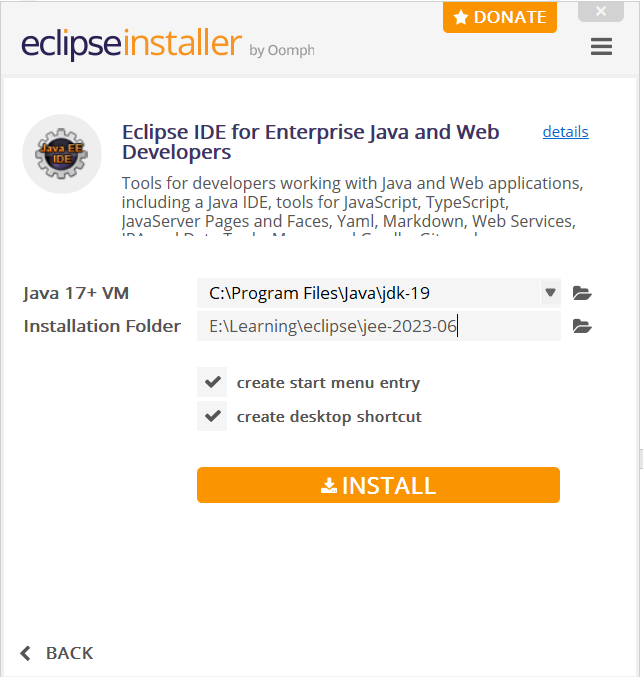 DONATE
eclipseinstaller by Oomph
Java EE
IDE
Eclipse IDE for Enterprise Java and Web
Developers
details
Tools for developers working with Java and Web applications,
including a Java IDE, tools for JavaScript, TypeScript,
JavaServer Pages and Faces, Yaml, Markdown, Web Services,
Java 17+ VM
C:\Program Files\Java\jdk-19
Installation Folder
E:\Learning\eclipse\jee-2023-06
create start menu entry
create desktop shortcut
INSTALL
BACK